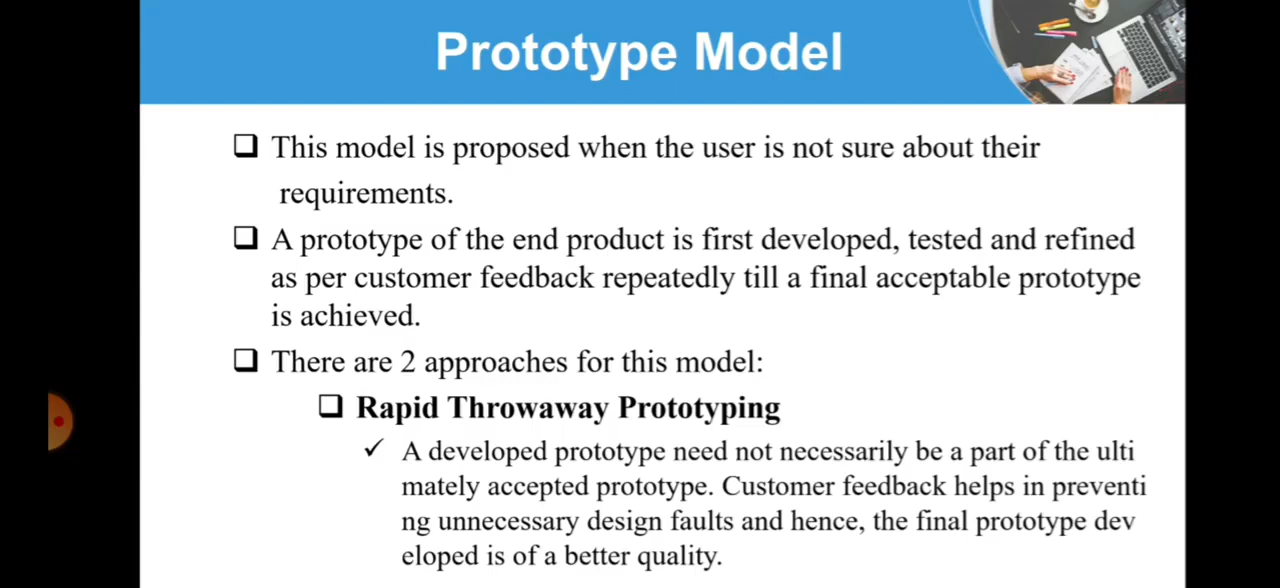 Prototype Model
❑ This model is proposed when the user is not sure about their
requirements.
❑ A prototype of the end product is first developed, tested and refined
as per customer feedback repeatedly till a final acceptable prototype
is achieved.
❑ There are 2 approaches for this model:
❑ Rapid Throwaway Prototyping
✓ A developed prototype need not necessarily be a part of the ulti
mately accepted prototype. Customer feedback helps in preventi
ng unnecessary design faults and hence, the final prototype dev
eloped is of a better quality.